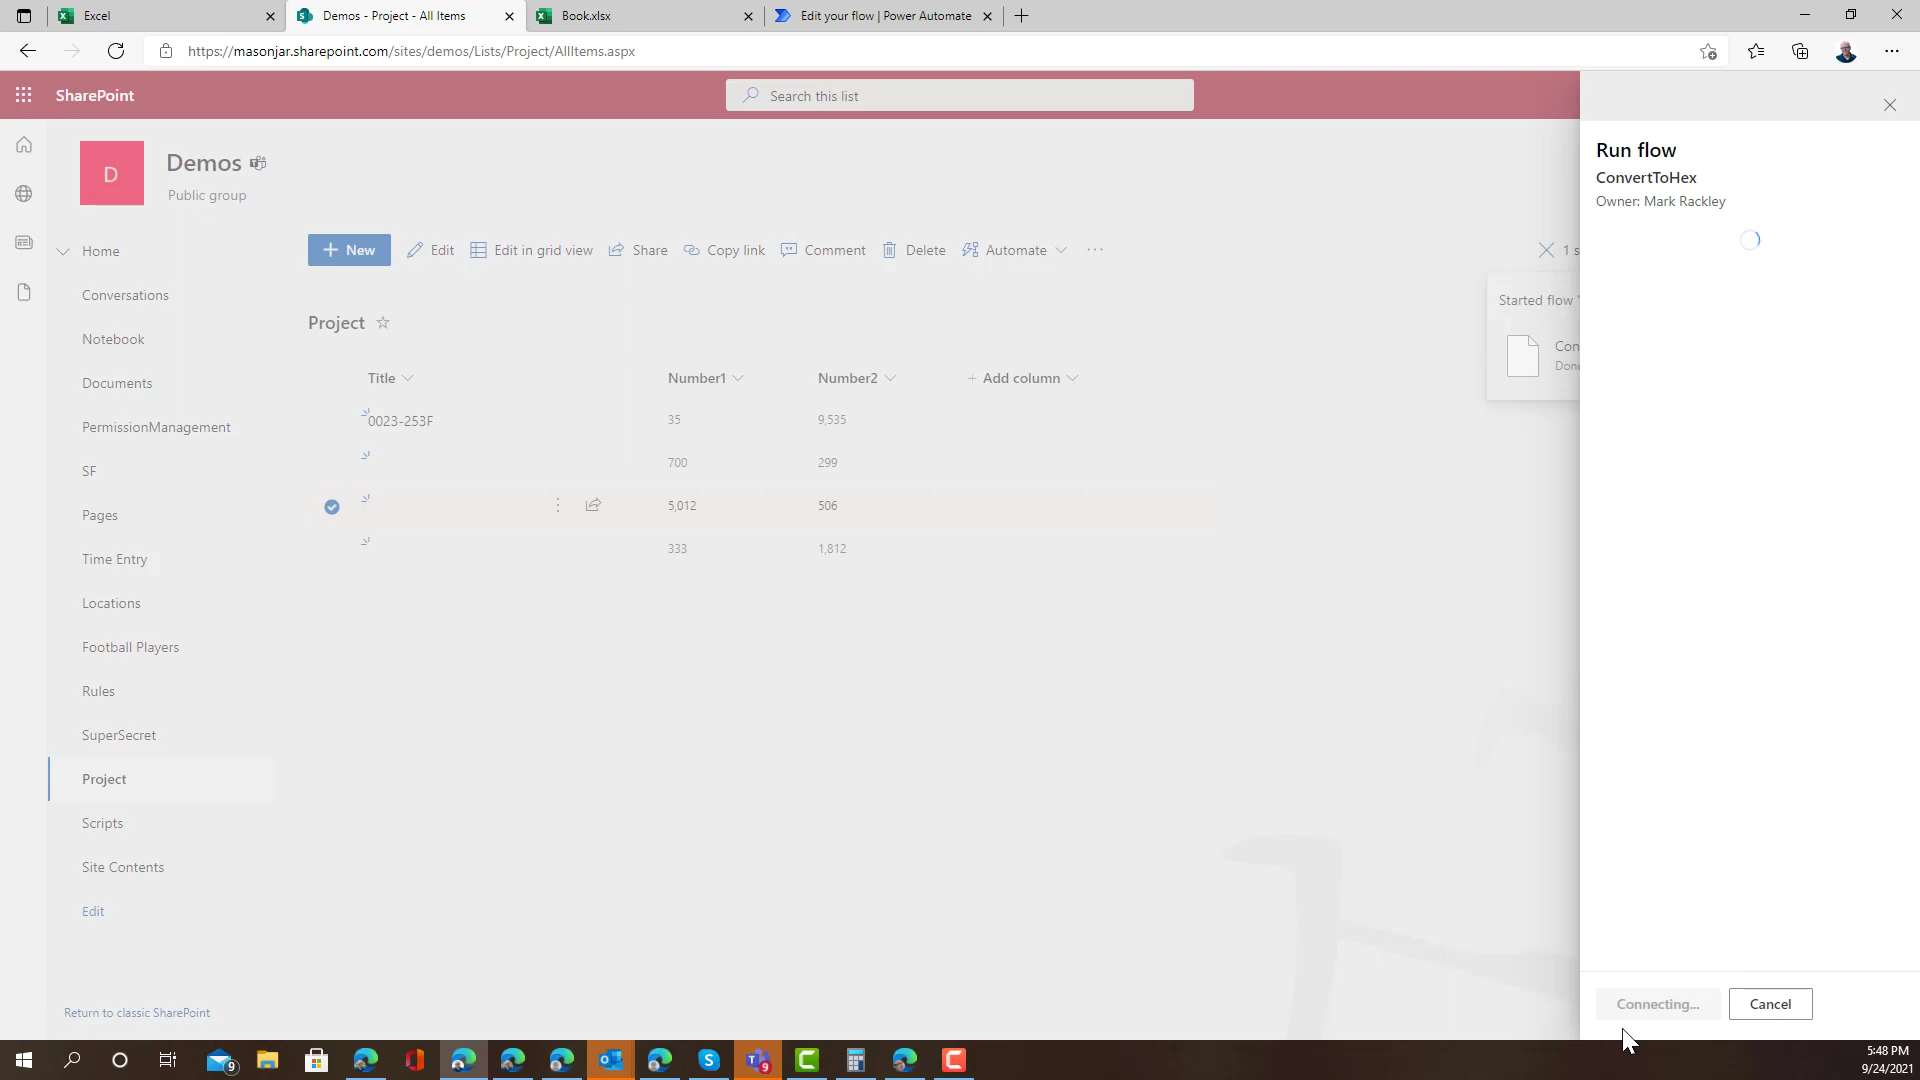 Excel
Demos - Project - All Items
Book.xlsx
Edit your flow | Power Automate
https://masonjar.sharepoint.com/sites/demos/Lists/Project/AllItems.aspx
SharePoint
Search this list
D
Demos
Public group
Home
Conversations
Notebook
Documents
PermissionManagement
SF
Pages
Time Entry
Locations
Football Players
Rules
SuperSecret
Project
Scripts
Site Contents
Edit
Return to classic SharePoint
New Edit Edit in grid view Share Copy link Comment Delete Automate
1 s
Started flow
Con
Done
Project
Title Number1 Number2 Add column
0023-253F 35 9,535
700 299
5,012 506
333 1,812
Run flow
ConvertToHex
Owner: Mark Rackley
Connecting... Cancel
9
9
5:48 PM
9/24/2021